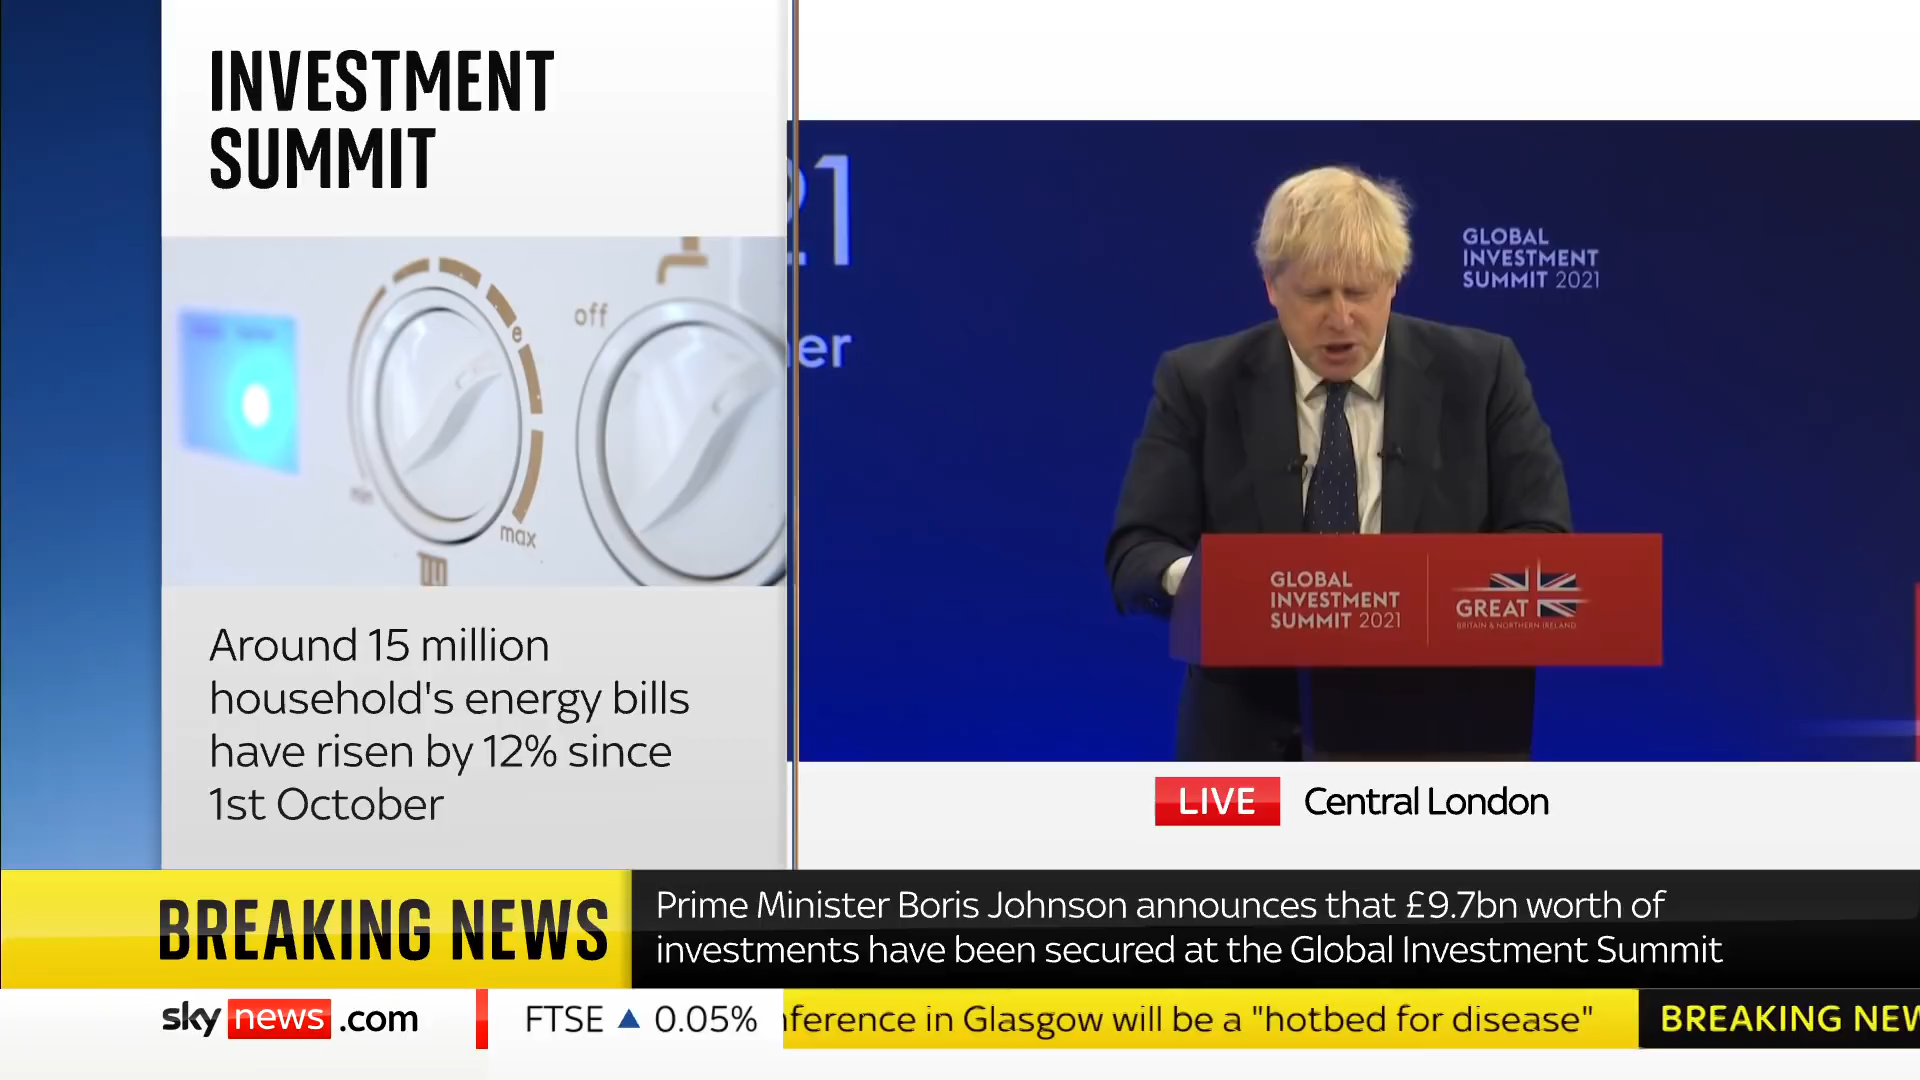 INVESTMENT
SUMMIT
off
e
min
max
Around 15 million
household's energy bills
have risen by 12% since
1st October
21
er
GLOBAL
INVESTMENT
SUMMIT 2021
GLOBAL
INVESTMENT
SUMMIT 2021
GREAT
BRITAIN & NORTHERN IRELAND
LIVE Central London
BREAKING NEWS
Prime Minister Boris Johnson announces that £9.7bn worth of
investments have been secured at the Global Investment Summit
sky news .com
FTSE ▲ 0.05%
ference in Glasgow will be a "hotbed for disease"
BREAKING NEW